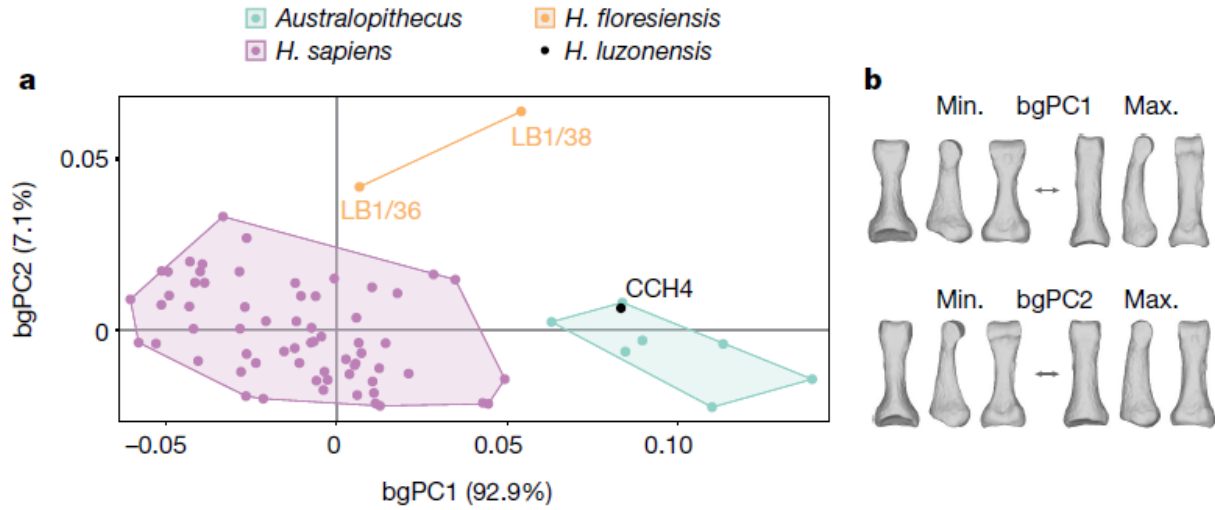 Australopithecus H. floresiensis
H. sapiens H. luzonensis
a
b
LB1/38
LB1/36
CCH4
0.05
0
bgPC2 (7.1%)
−0.05 0 0.05 0.10
bgPC1 (92.9%)
Min. bgPC1 Max.
Min. bgPC2 Max.